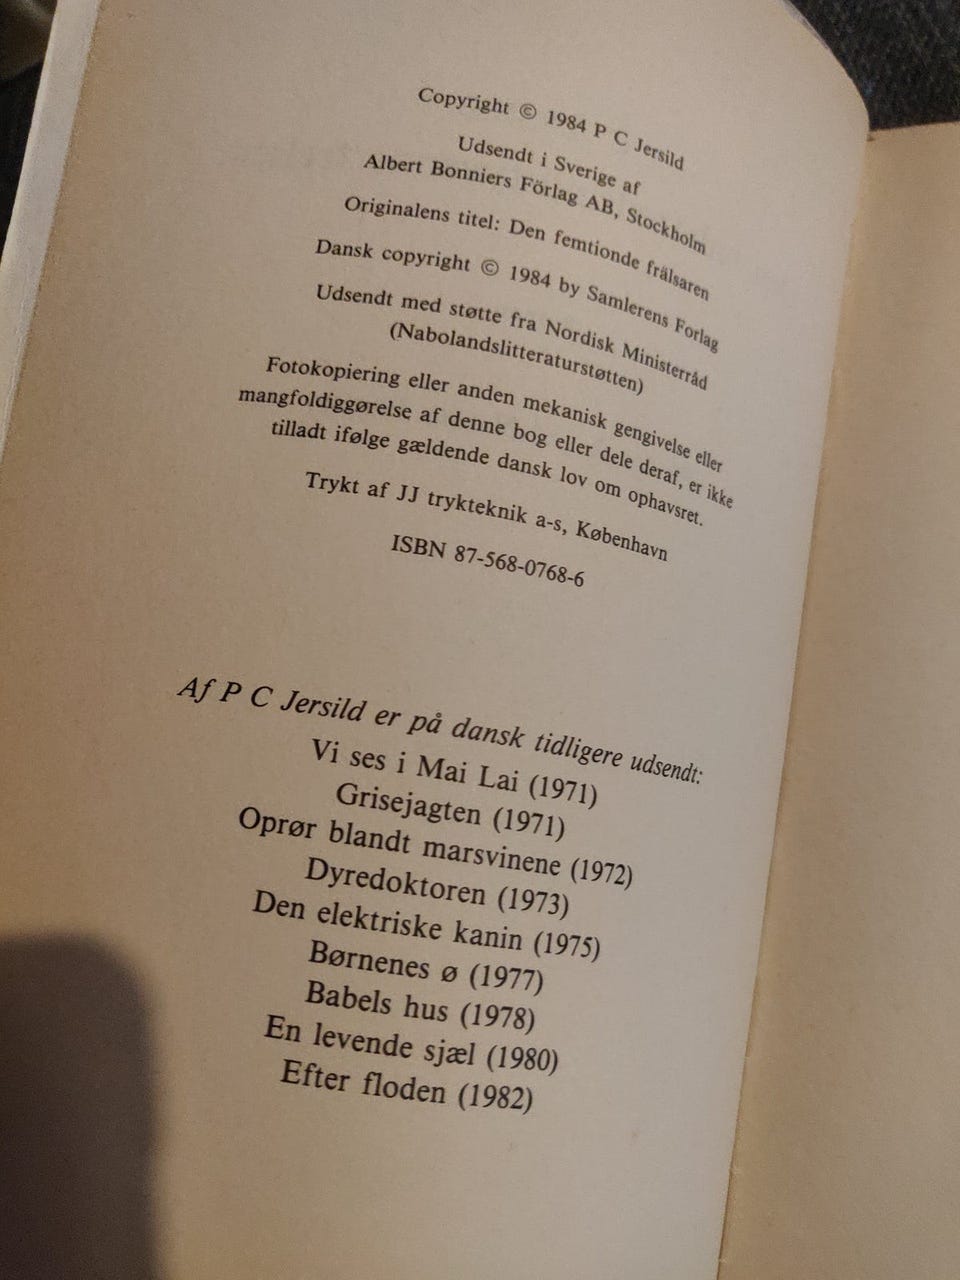 Copyright © 1984 P C Jersild
Udsendt i Sverige af
Albert Bonniers Förlag AB, Stockholm
Originalens titel: Den femtionde frälsaren
Dansk copyright © 1984 by Samlerens Forlag
Udsendt med støtte fra Nordisk Ministerråd
(Nabolandslitteraturstøtten)
Fotokopiering eller anden mekanisk gengivelse eller
mangfoldiggørelse af denne bog eller dele deraf, er ikke
tilladt ifølge gældende dansk lov om ophavsret.
Trykt af JJ trykteknik a-s, København
ISBN 87-568-0768-6
Af P C Jersild er på dansk tidligere udsendt:
Vi ses i Mai Lai (1971)
Grisejagten (1971)
Oprør blandt marsvinene (1972)
Dyredoktoren (1973)
Den elektriske kanin (1975)
Børnenes ø (1977)
Babels hus (1978)
En levende sjæl (1980)
Efter floden (1982)